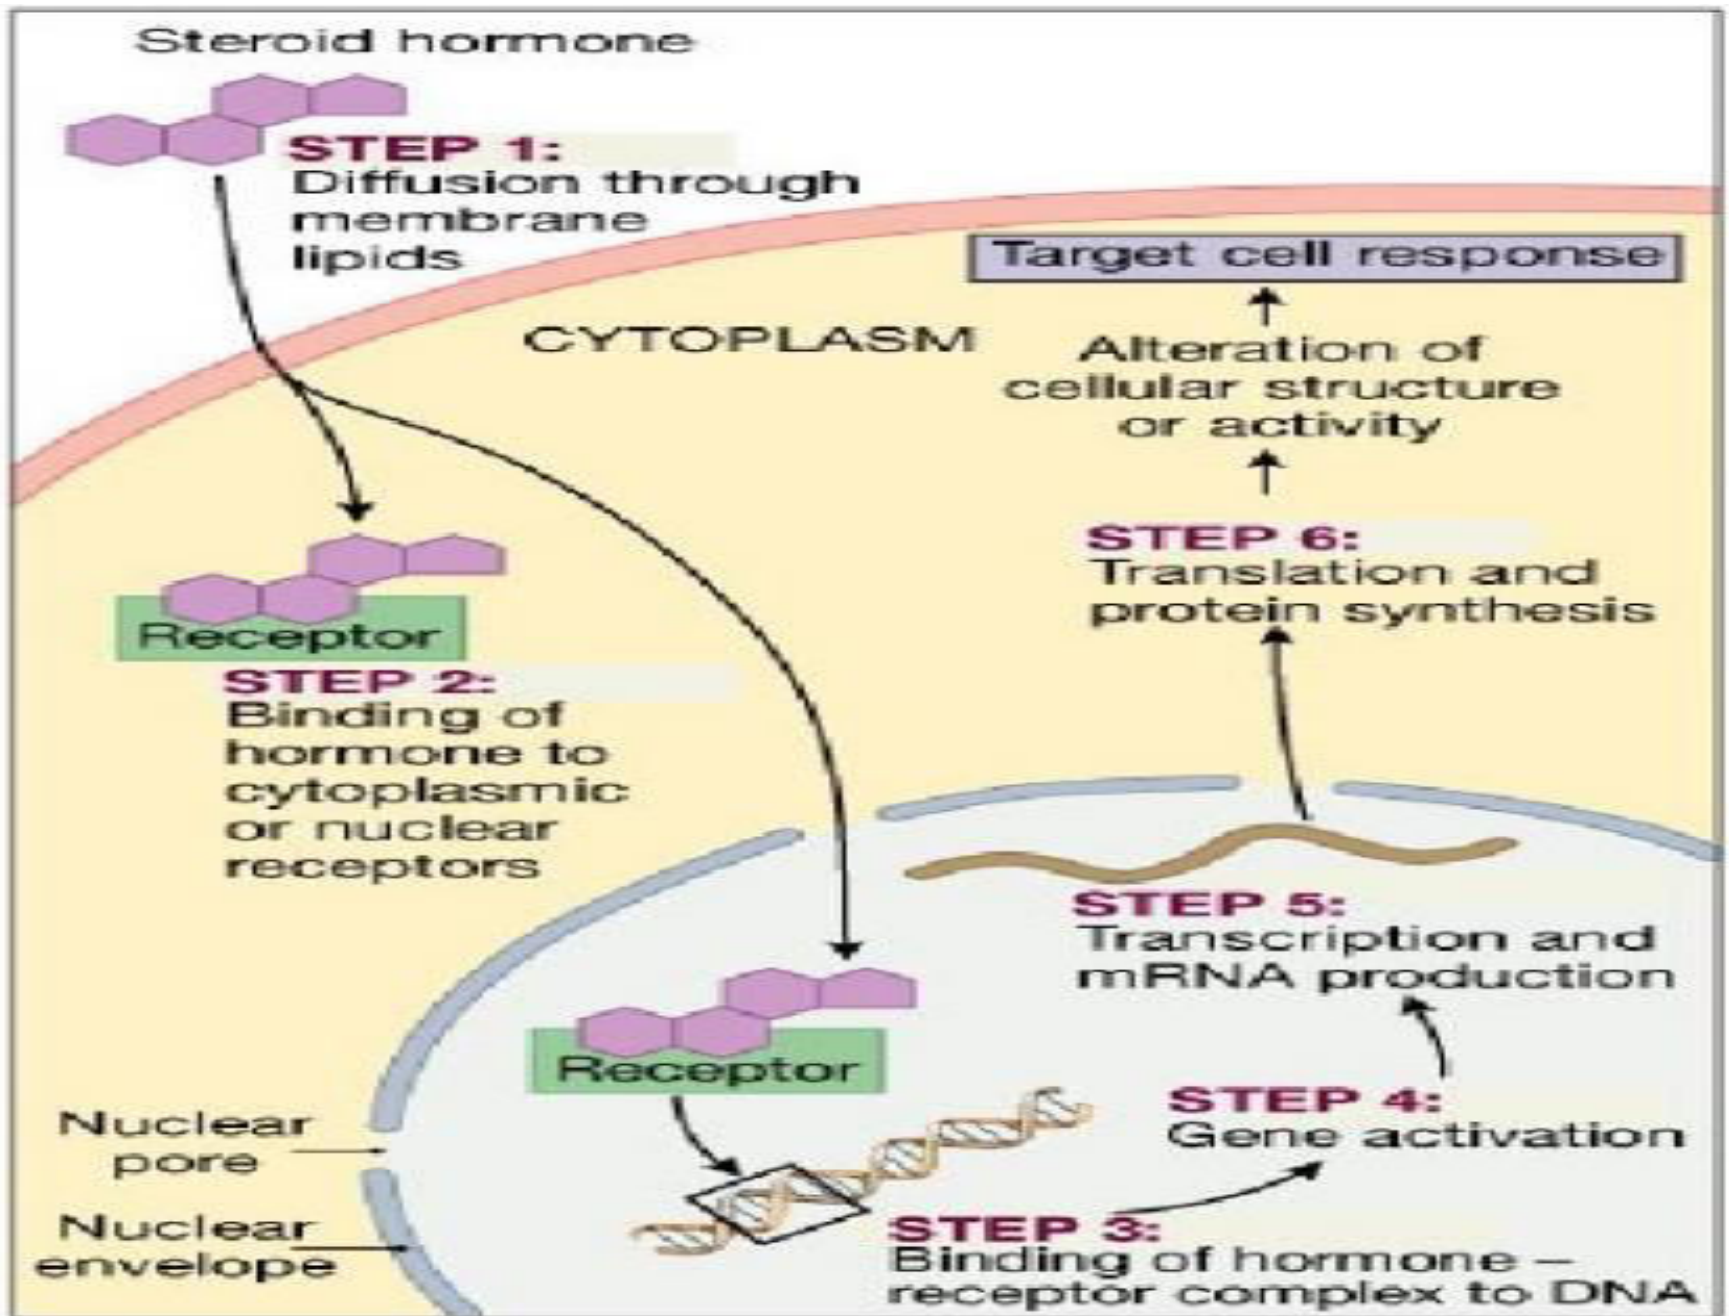 Steroid hormone
STEP 1:
Diffusion through
membrane
lipids
Target cell response
CYTOPLASM
Alteration of
cellular structure
or activity
STEP 6:
Translation and
protein synthesis
Receptor
STEP 2:
Binding of
hormone to
cytoplasmic
or nuclear
receptors
STEP 5:
Transcription and
mRNA production
Receptor
STEP 4:
Gene activation
Nuclear
pore
Nuclear
envelope
STEP 3:
Binding of hormone –
receptor complex to DNA